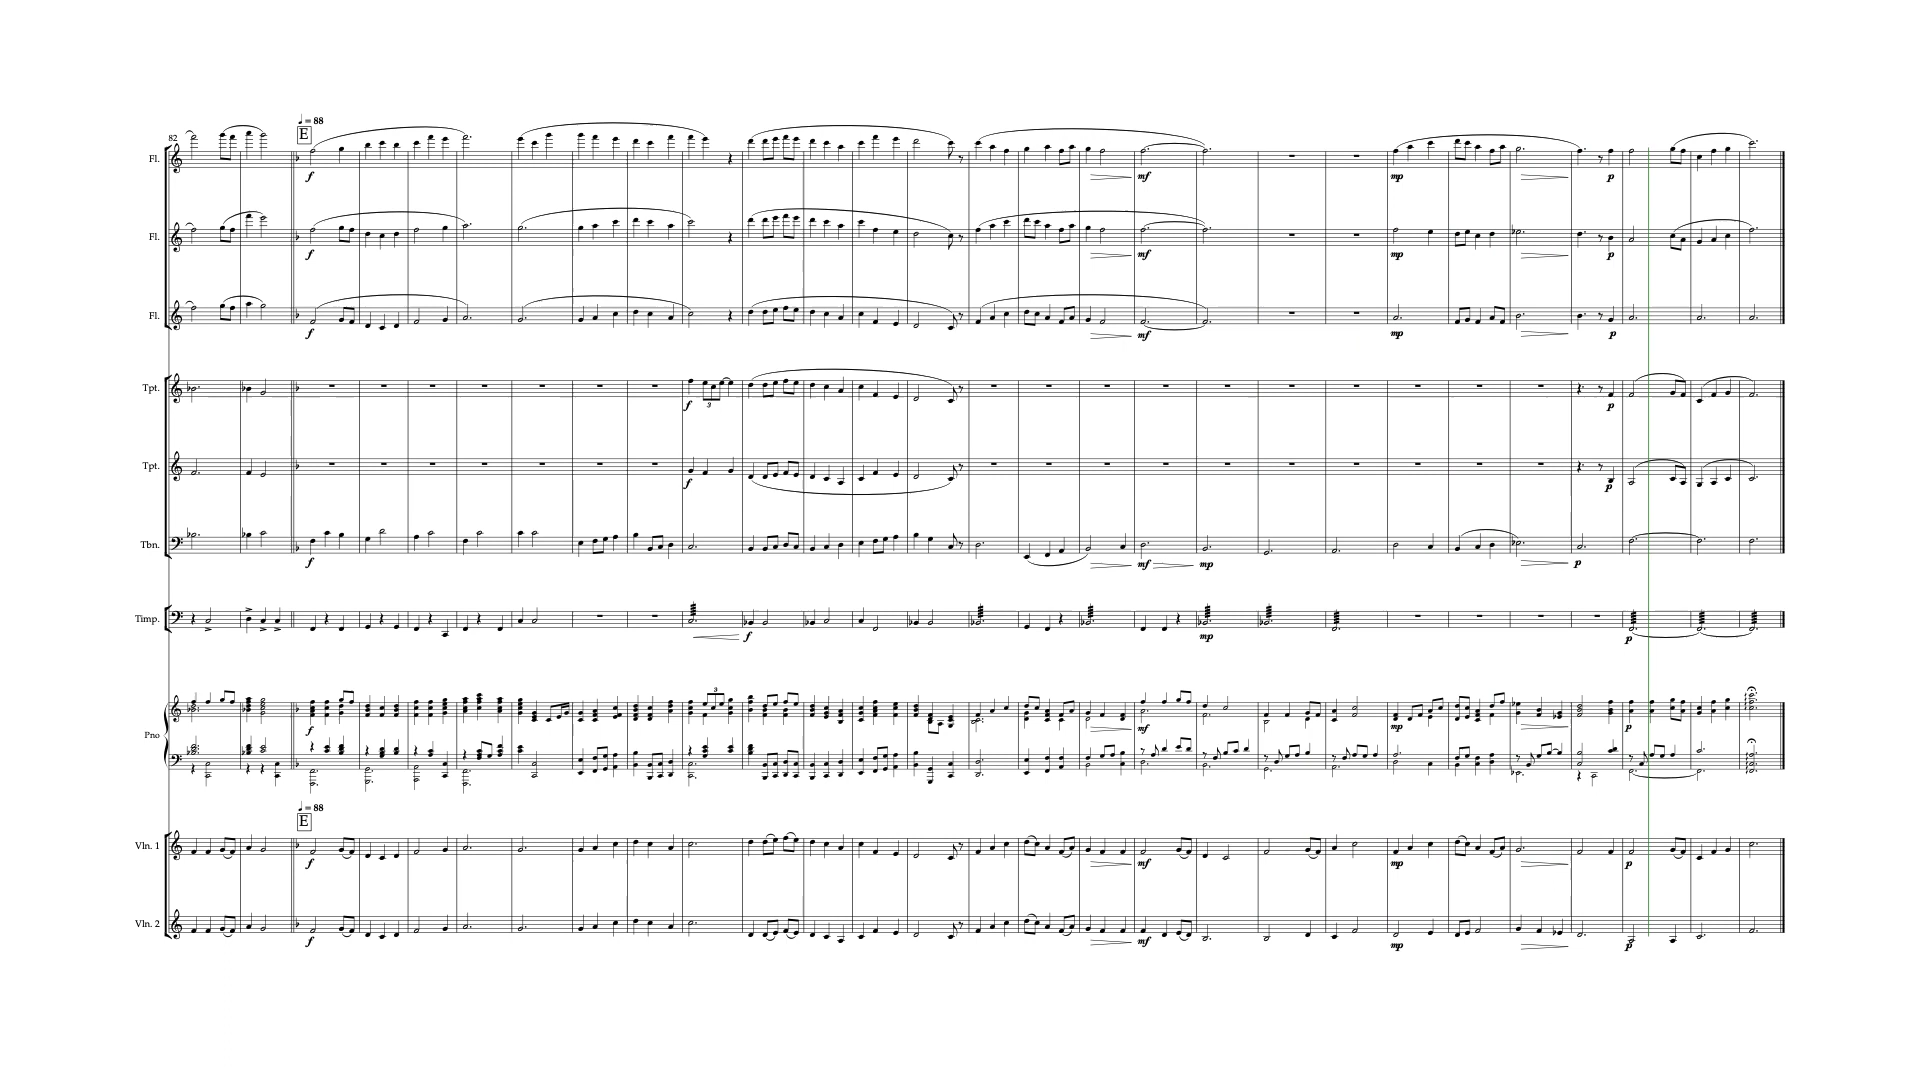 ♩ = 88
82
E
Fl.
f
mf
mp
p
Fl.
f
mf
mp
p
Fl.
f
mf
mp
p
Tpt.
f
3
p
Tpt.
f
p
Tbn.
f
mf
mp
p
Timp.
f
mp
p
3
Pno
f
mf
mp
p
♩ = 88
E
Vln. 1
f
mf
mp
p
Vln. 2
f
mf
mp
p